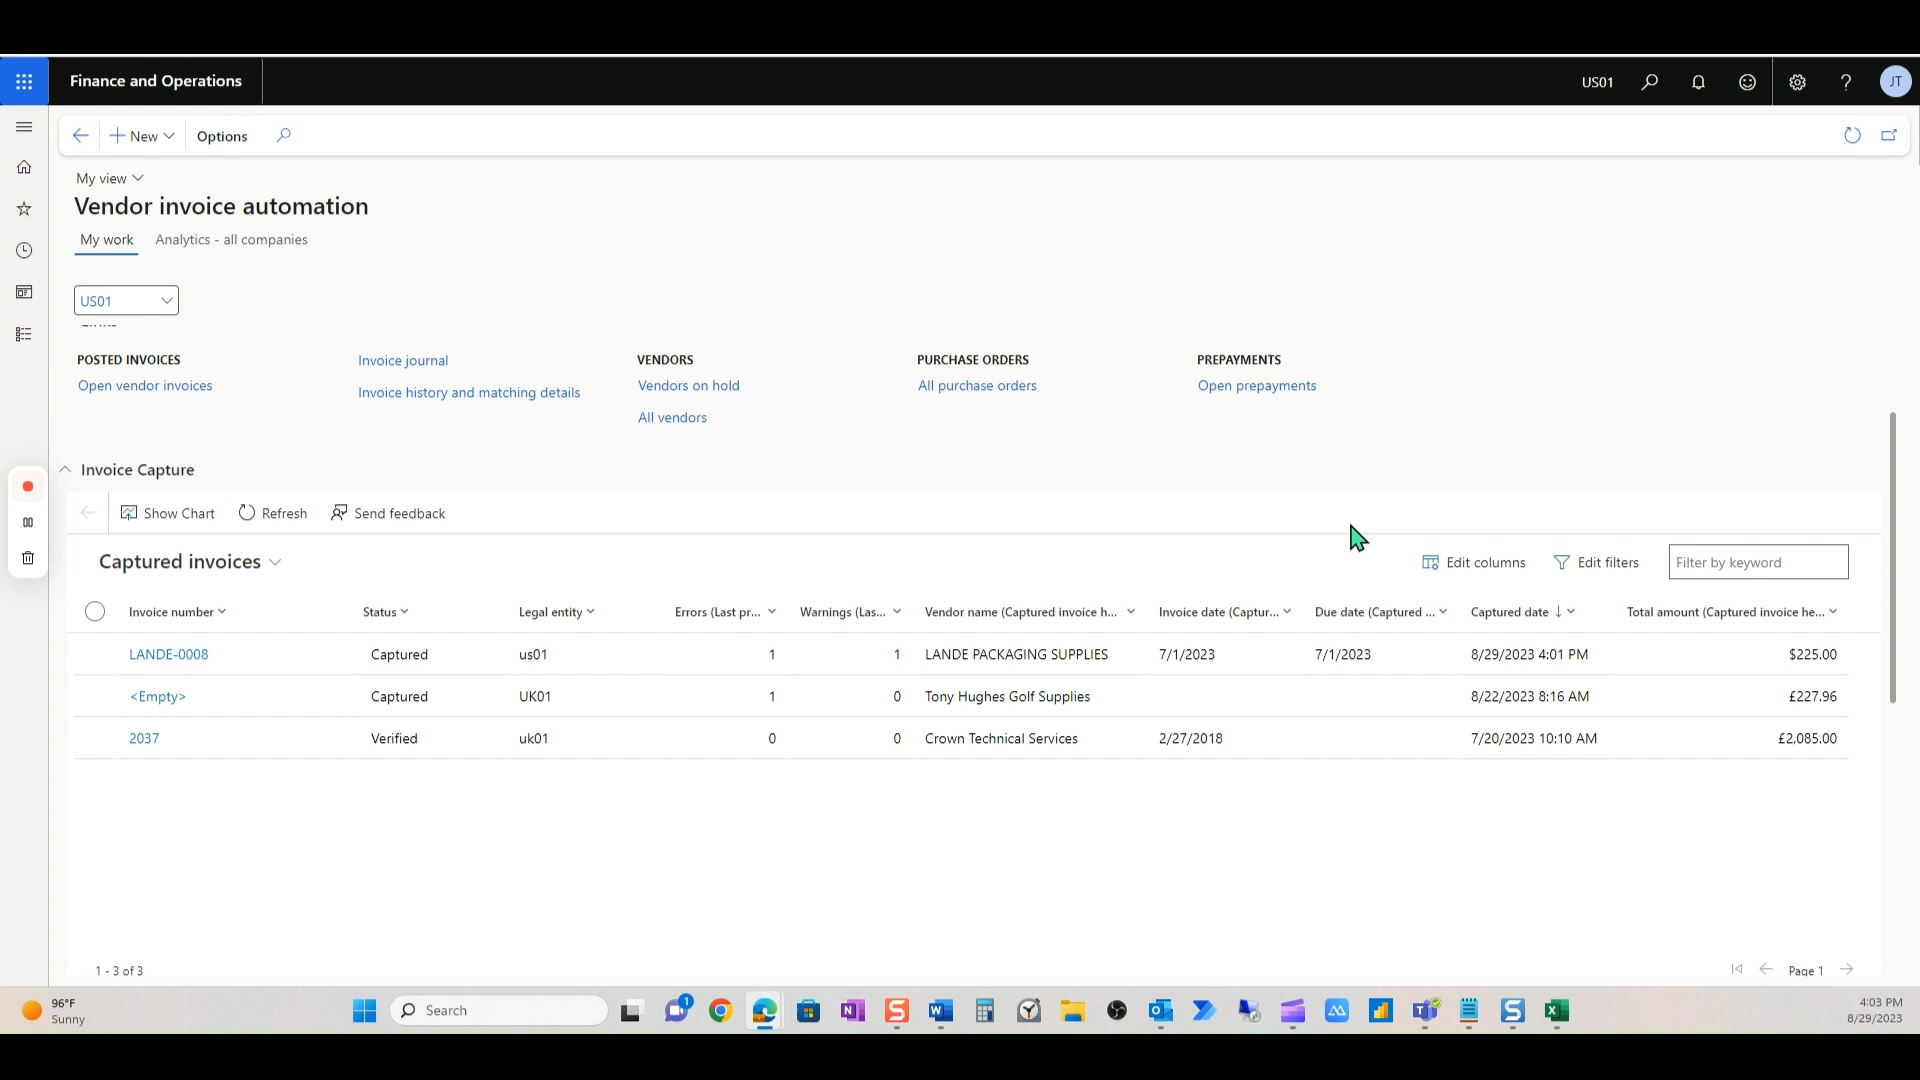 Finance and Operations
US01
JT
New
Options
My view
Vendor invoice automation
My work
Analytics - all companies
US01
POSTED INVOICES
Open vendor invoices
Invoice journal
Invoice history and matching details
VENDORS
Vendors on hold
All vendors
PURCHASE ORDERS
All purchase orders
PREPAYMENTS
Open prepayments
Invoice Capture
Show Chart Refresh Send feedback
Captured invoices
Edit columns Edit filters Filter by keyword
Invoice number Status Legal entity Errors (Last pr... Warnings (Las... Vendor name (Captured invoice h... Invoice date (Captur... Due date (Captured ... Captured date Total amount (Captured invoice he...
LANDE-0008 Captured us01 1 1 LANDE PACKAGING SUPPLIES 7/1/2023 7/1/2023 8/29/2023 4:01 PM $225.00
<Empty> Captured UK01 1 0 Tony Hughes Golf Supplies 8/22/2023 8:16 AM £227.96
2037 Verified uk01 0 0 Crown Technical Services 2/27/2018 7/20/2023 10:10 AM £2,085.00
1 - 3 of 3
Page 1
96°F
Sunny
Search
1
4:03 PM
8/29/2023